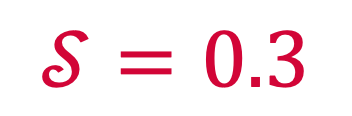 𝒮 = 0.3